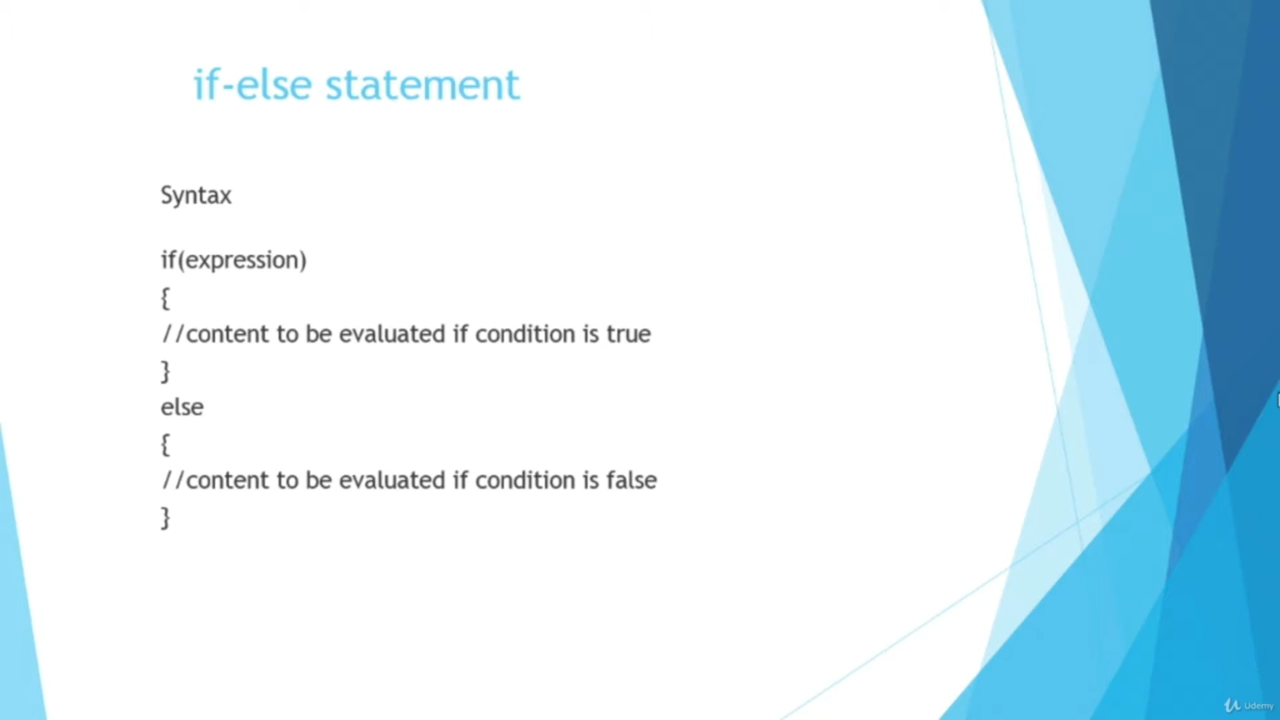 if-else statement
Syntax
if(expression)
{
//content to be evaluated if condition is true
}
else
{
//content to be evaluated if condition is false
}
Udemy